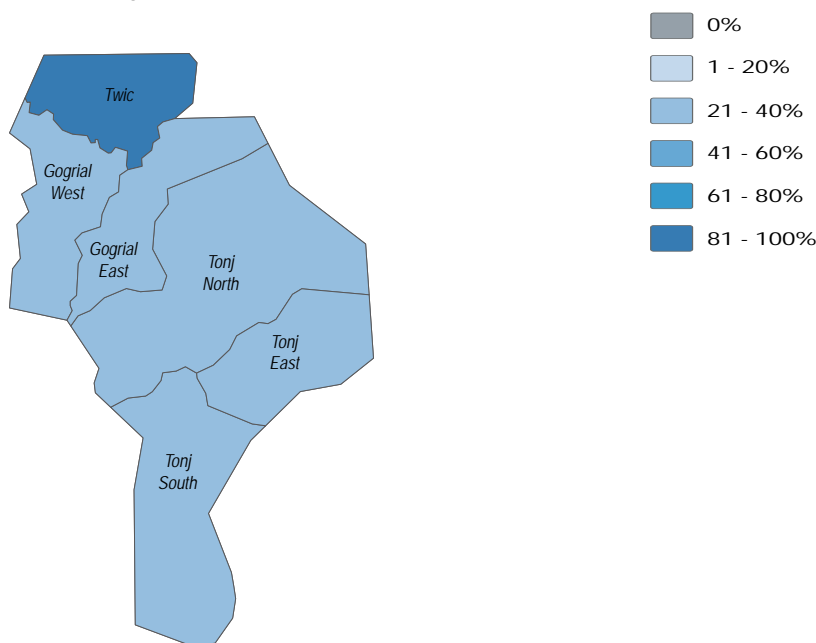 0%
1 - 20%
21 - 40%
41 - 60%
61 - 80%
81 - 100%
Twic
Gogrial
West
Gogrial
East
Tonj
North
Tonj
East
Tonj
South